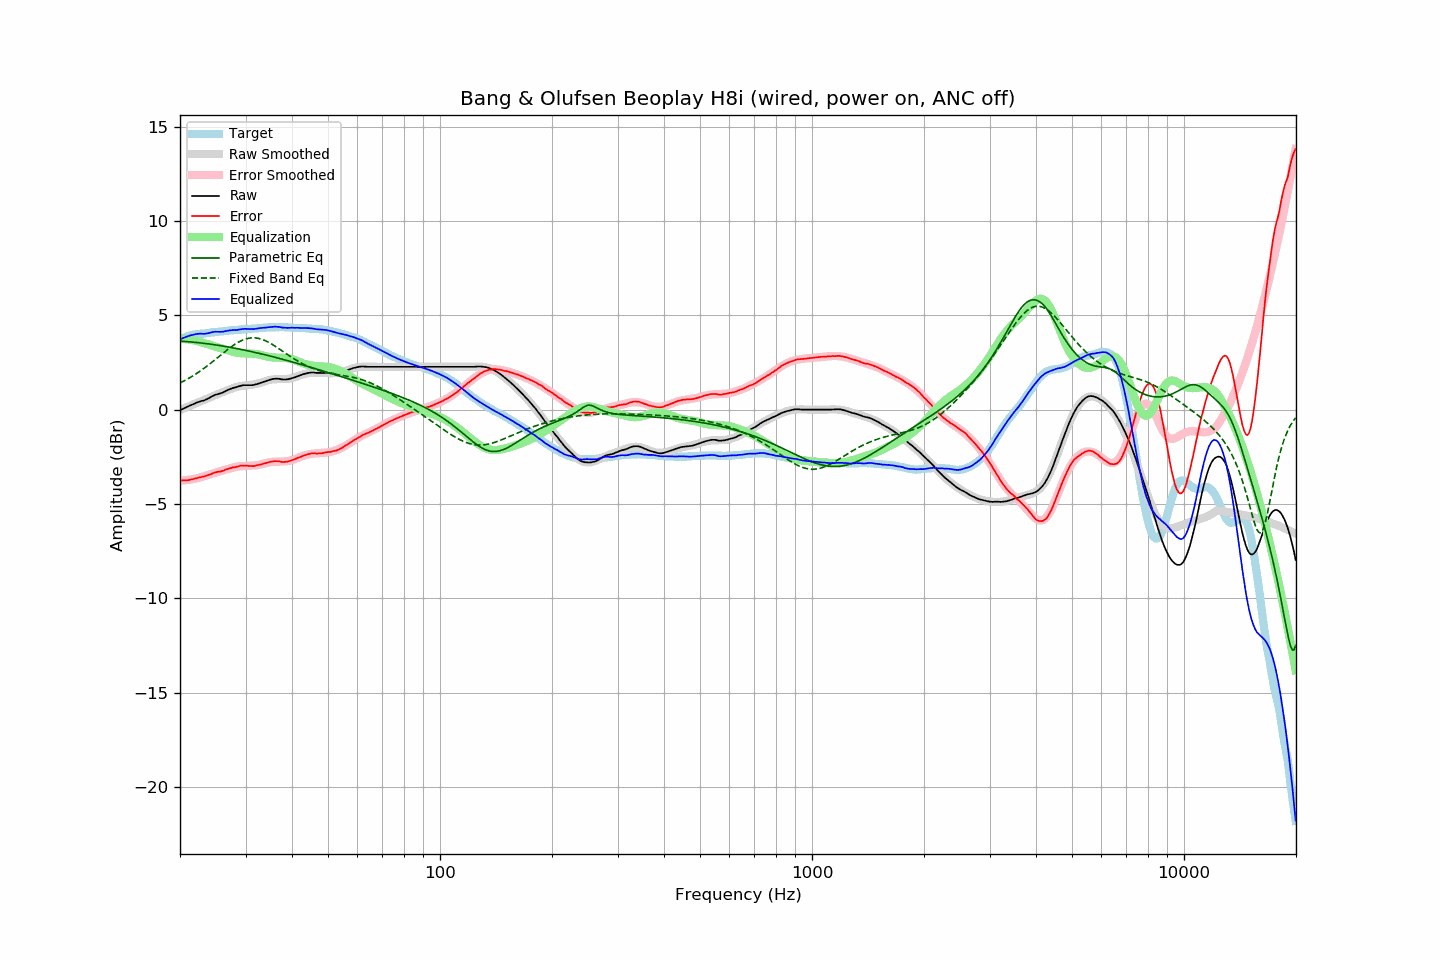 Bang & Olufsen Beoplay H8i (wired, power on, ANC off)
15
10
5
0
−5
−10
−15
−20
Amplitude (dBr)
Target
Raw Smoothed
Error Smoothed
Raw
Error
Equalization
Parametric Eq
Fixed Band Eq
Equalized
100
1000
10000
Frequency (Hz)